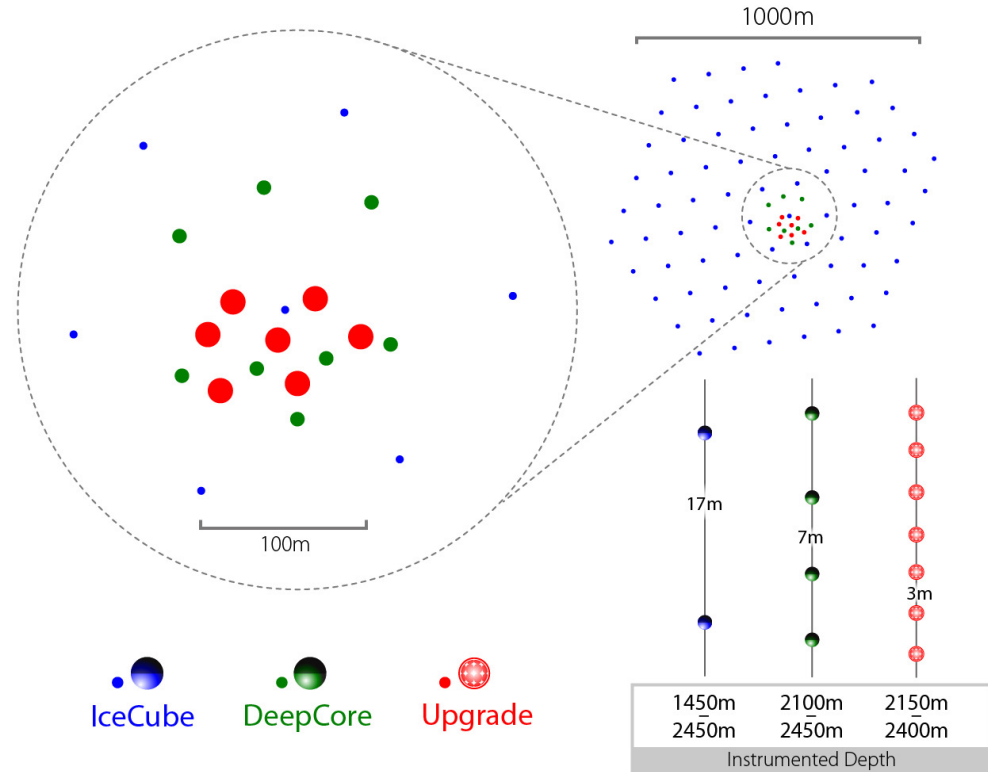 1000m
100m
17m
7m
3m
IceCube
DeepCore
Upgrade
1450m
–
2450m
2100m
–
2450m
2150m
–
2400m
Instrumented Depth